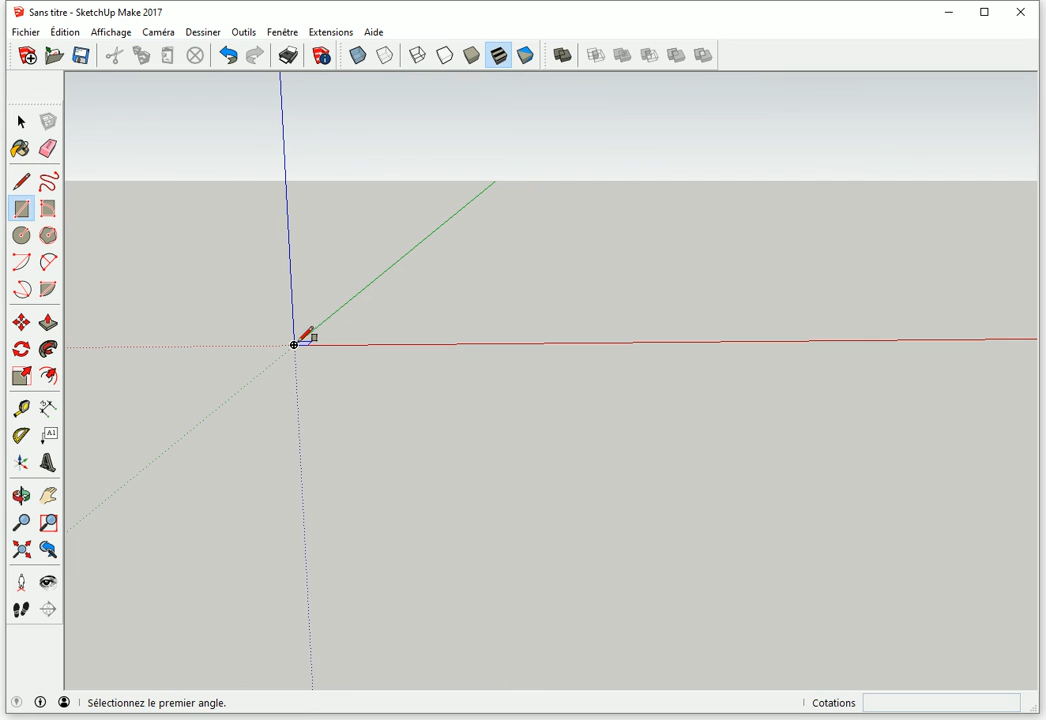 Sans titre - SketchUp Make 2017
Fichier Édition Affichage Caméra Dessiner Outils Fenêtre Extensions Aide
A1
Sélectionnez le premier angle. Cotations